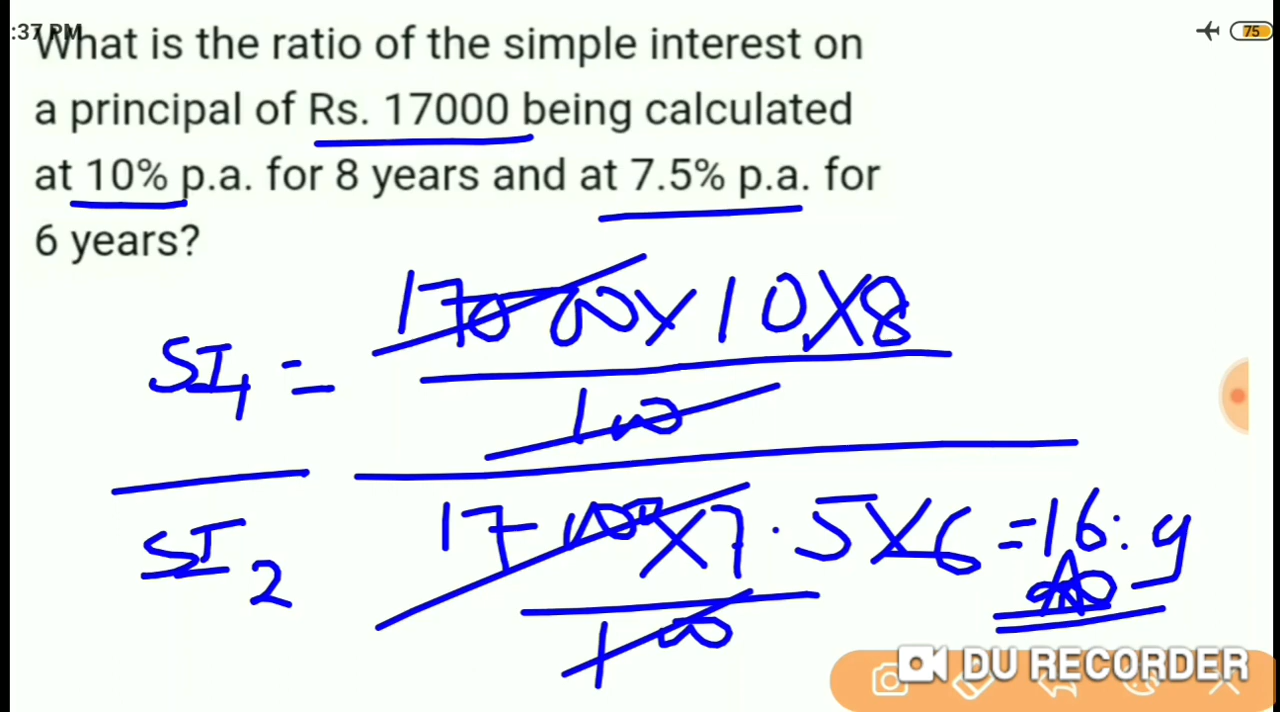 :37 PM
75
What is the ratio of the simple interest on
a principal of Rs. 17000 being calculated
at 10% p.a. for 8 years and at 7.5% p.a. for
6 years?
17000 X 10 X 8
SI1 =
100
SI2
17000 X 7.5 X 6 = 16:9
100
DU RECORDER